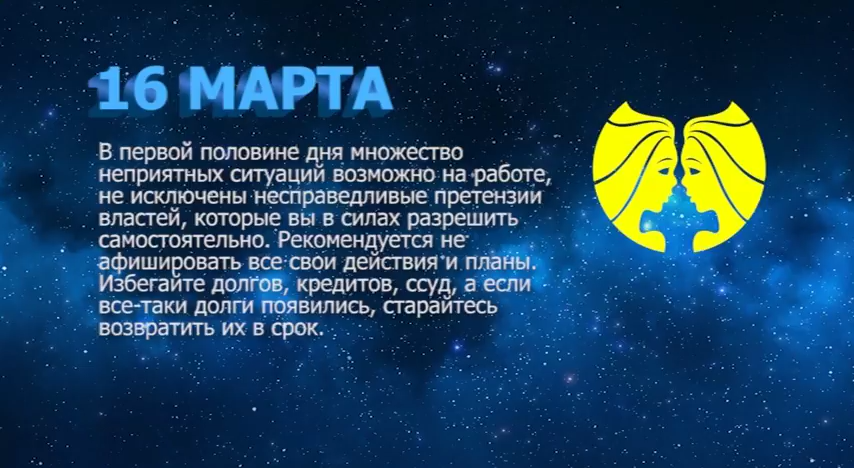 16 МАРТА
В первой половине дня множество
неприятных ситуаций возможно на работе,
не исключены несправедливые претензии
властей, которые вы в силах разрешить
самостоятельно. Рекомендуется не
афишировать все свои действия и планы.
Избегайте долгов, кредитов, ссуд, а если
все-таки долги появились, старайтесь
возвратить их в срок.